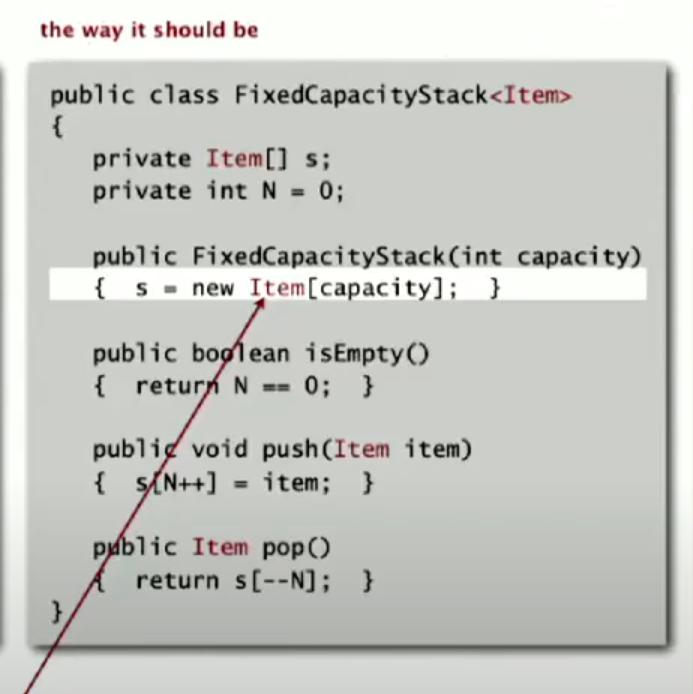 the way it should be
public class FixedCapacityStack<Item>
{
private Item[] s;
private int N = 0;
public FixedCapacityStack(int capacity)
{ s = new Item[capacity]; }
public boolean isEmpty()
{ return N == 0; }
public void push(Item item)
{ s[N++] = item; }
public Item pop()
{ return s[--N]; }
}